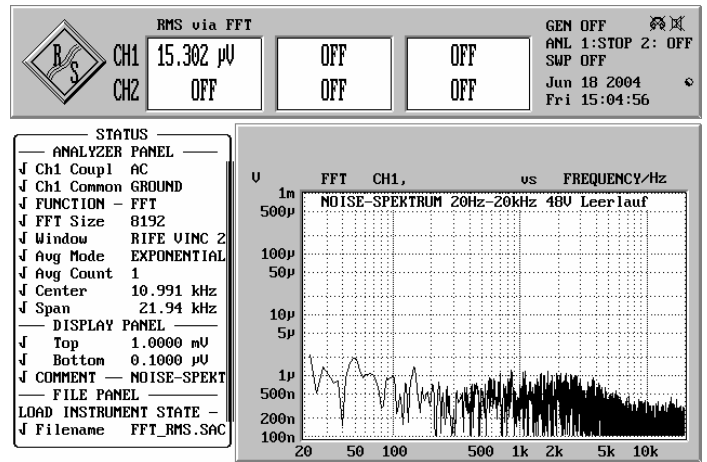 RMS via FFT
R
S
CH1 15.302 µV OFF OFF
CH2 OFF OFF OFF
GEN OFF
ANL 1:STOP 2: OFF
SWP OFF
Jun 18 2004
Fri 15:04:56
STATUS
ANALYZER PANEL
√ Ch1 Coupl AC
√ Ch1 Common GROUND
√ FUNCTION — FFT
√ FFT Size 8192
√ Window RIFE VINC 2
√ Avg Mode EXPONENTIAL
√ Avg Count 1
√ Center 10.991 kHz
√ Span 21.94 kHz
DISPLAY PANEL
√ Top 1.0000 mV
√ Bottom 0.1000 µV
√ COMMENT — NOISE-SPEKT
FILE PANEL
LOAD INSTRUMENT STATE —
√ Filename FFT_RMS.SAC
V FFT CH1, vs FREQUENCY/Hz
NOISE-SPEKTRUM 20Hz-20kHz 48V Leerlauf
1m
500µ
100µ
50µ
10µ
5µ
1µ
500n
200n
100n
20 50 100 500 1k 2k 5k 10k